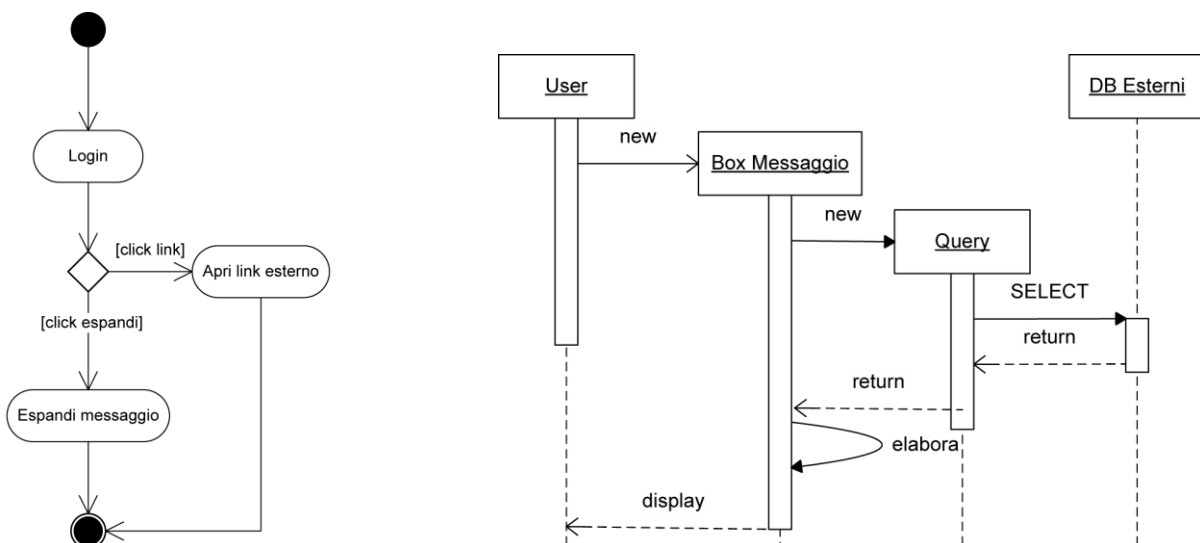 Login
[click link]
Apri link esterno
[click espandi]
Espandi messaggio
User
DB Esterni
new
Box Messaggio
new
Query
SELECT
return
return
elabora
display